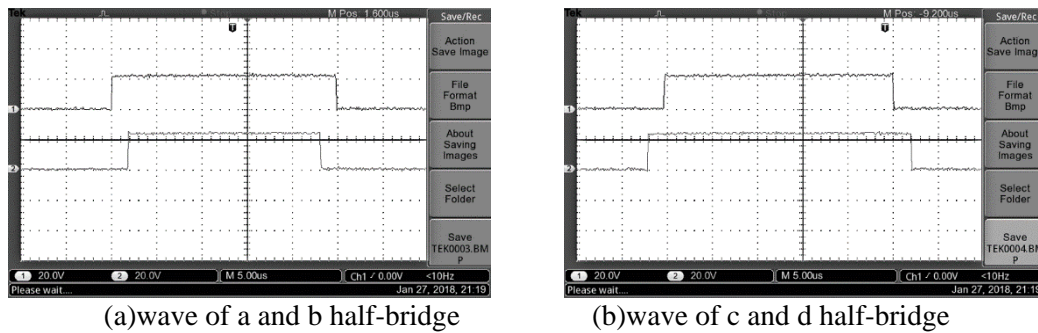 Tek M Pos: 1.600us Save/Rec
Action
Save Image
File
Format
Bmp
About
Saving
Images
Select
Folder
Save
TEK0003.BM
P
1
2
1 20.0V 2 20.0V M 5.00us Ch1 / 0.00V <10Hz
Please wait.... Jan 27, 2018, 21:19
Tek M Pos: -9.200us Save/Rec
Action
Save Image
File
Format
Bmp
About
Saving
Images
Select
Folder
Save
TEK0004.BM
P
1
2
1 20.0V 2 20.0V M 5.00us Ch1 / 0.00V <10Hz
Please wait.... Jan 27, 2018, 21:19
(a)wave of a and b half-bridge
(b)wave of c and d half-bridge